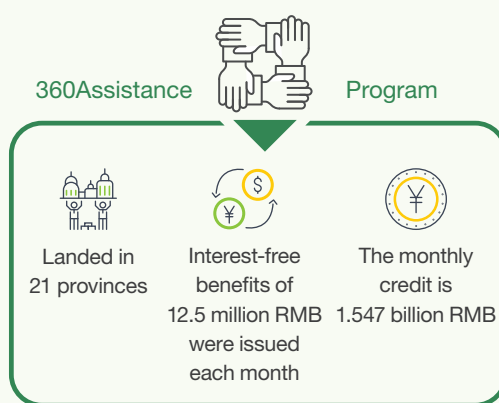 360Assistance Program
Landed in
21 provinces
Interest-free
benefits of
12.5 million RMB
were issued
each month
The monthly
credit is
1.547 billion RMB